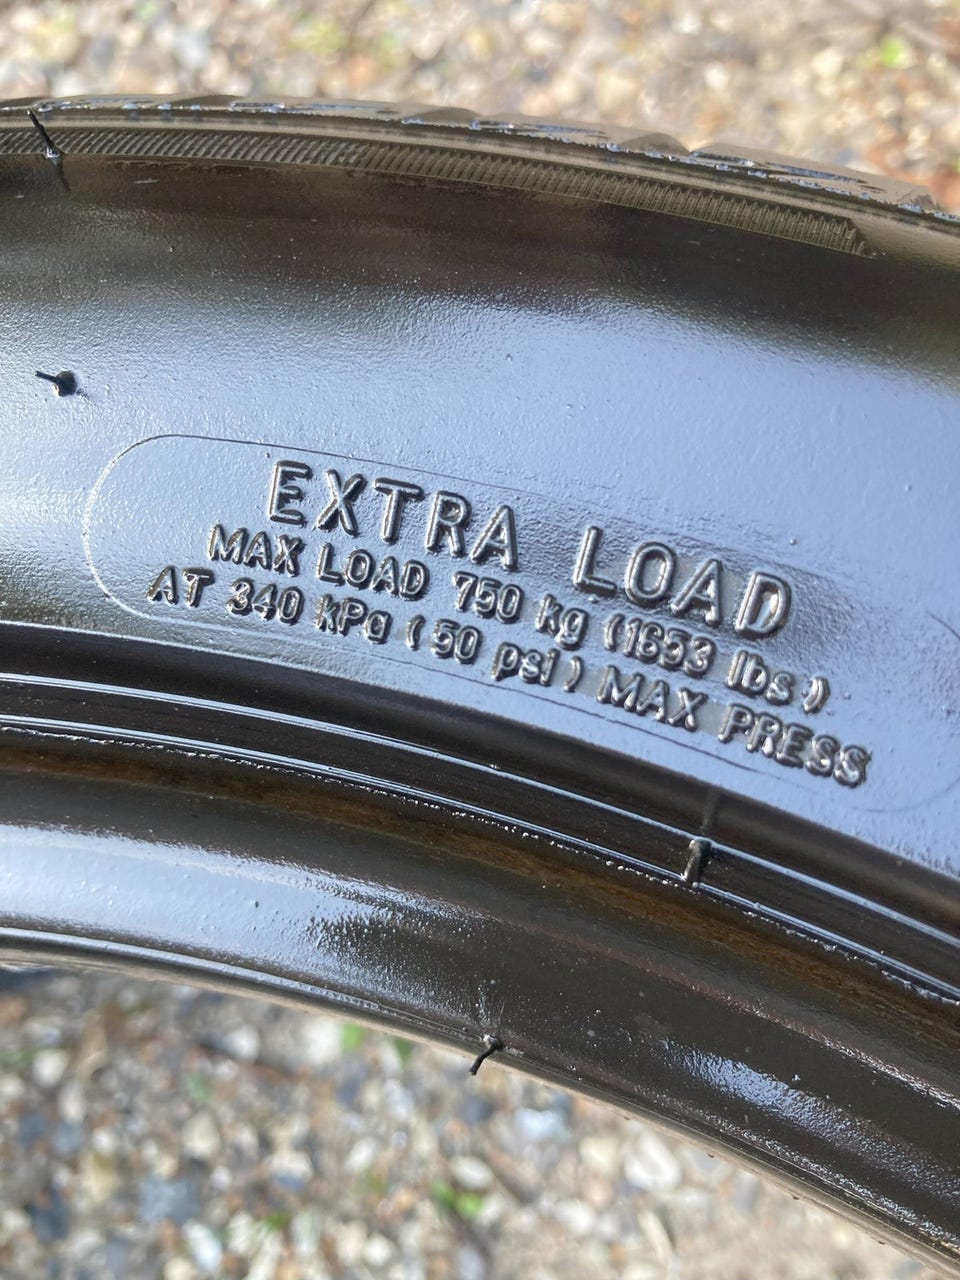 EXTRA LOAD
MAX LOAD 750 kg (1653 lbs)
AT 340 kPa (50 psi) MAX PRESS